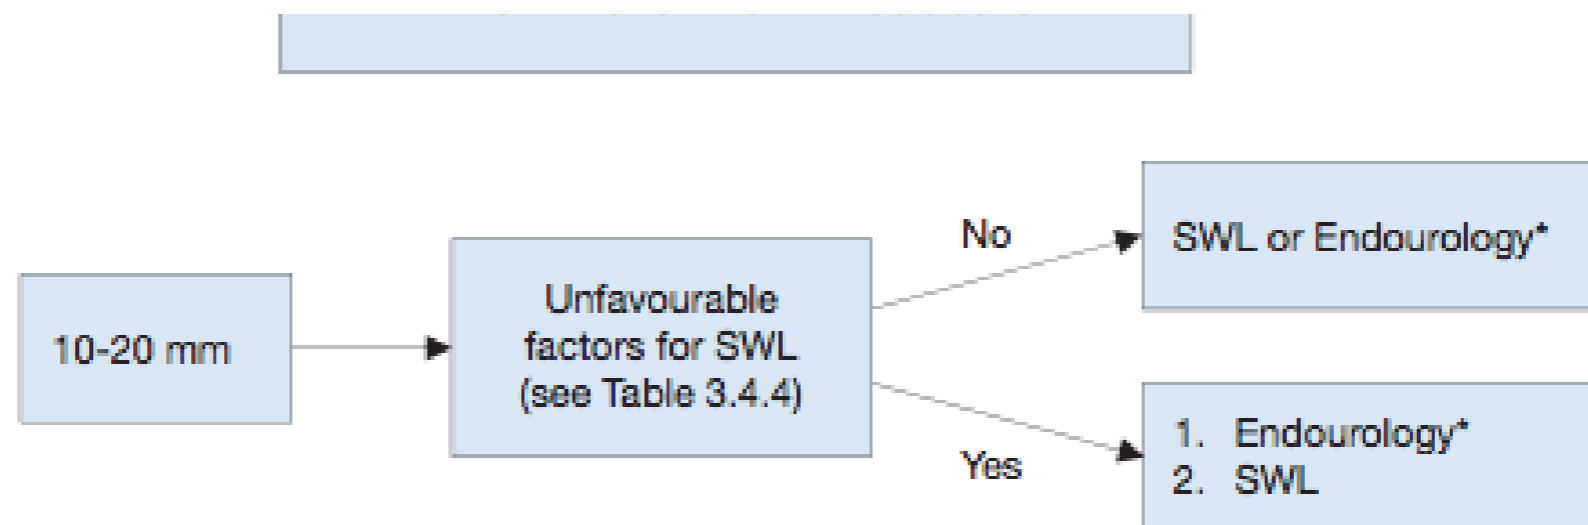 No
SWL or Endourology*
10-20 mm
Unfavourable
factors for SWL
(see Table 3.4.4)
Yes
1. Endourology*
2. SWL